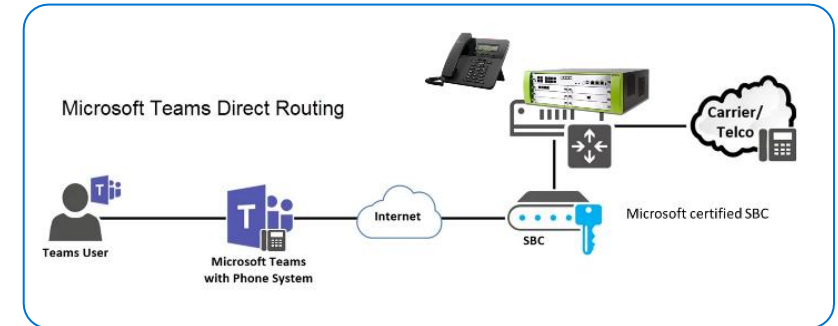 Microsoft Teams Direct Routing
Carrier/
Telco
T
T
Internet
Microsoft certified SBC
SBC
Teams User
Microsoft Teams
with Phone System